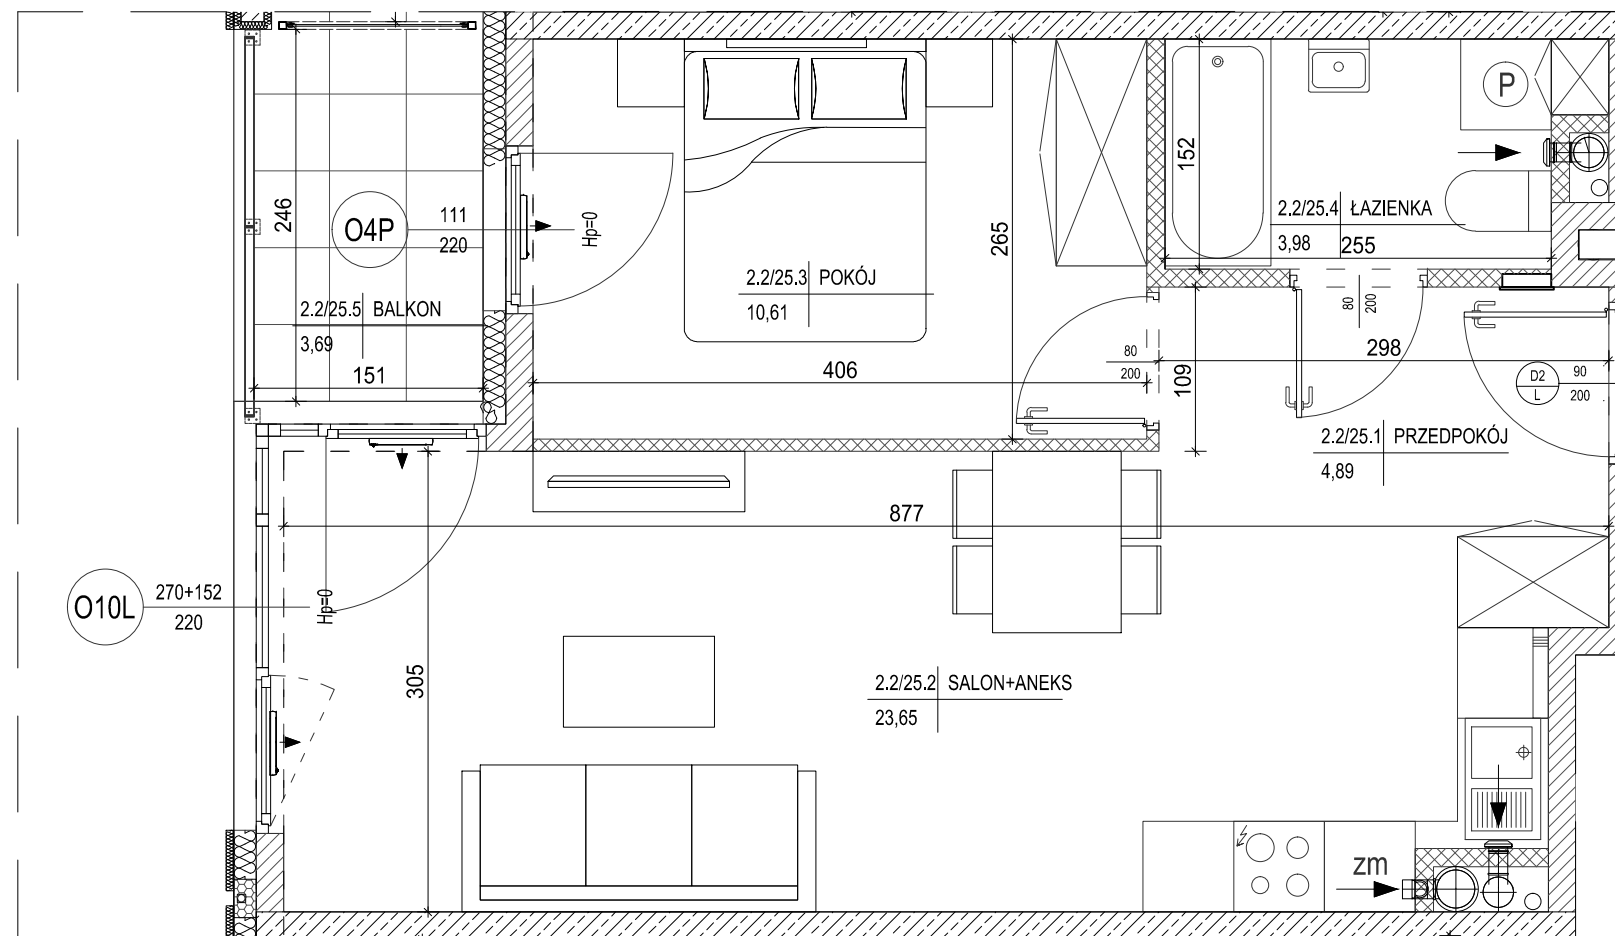 246
O4P
111
220
Hp=0
2.2/25.5 BALKON
3,69
151
2.2/25.3 POKÓJ
10,61
265
406
152
P
2.2/25.4 ŁAZIENKA
3,98
255
80
200
80
200
109
298
D2
L
90
200
2.2/25.1 PRZEDPOKÓJ
4,89
877
O10L
270+152
220
Hp=0
305
2.2/25.2 SALON+ANEKS
23,65
zm